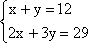 x + y = 12
2x + 3y = 29